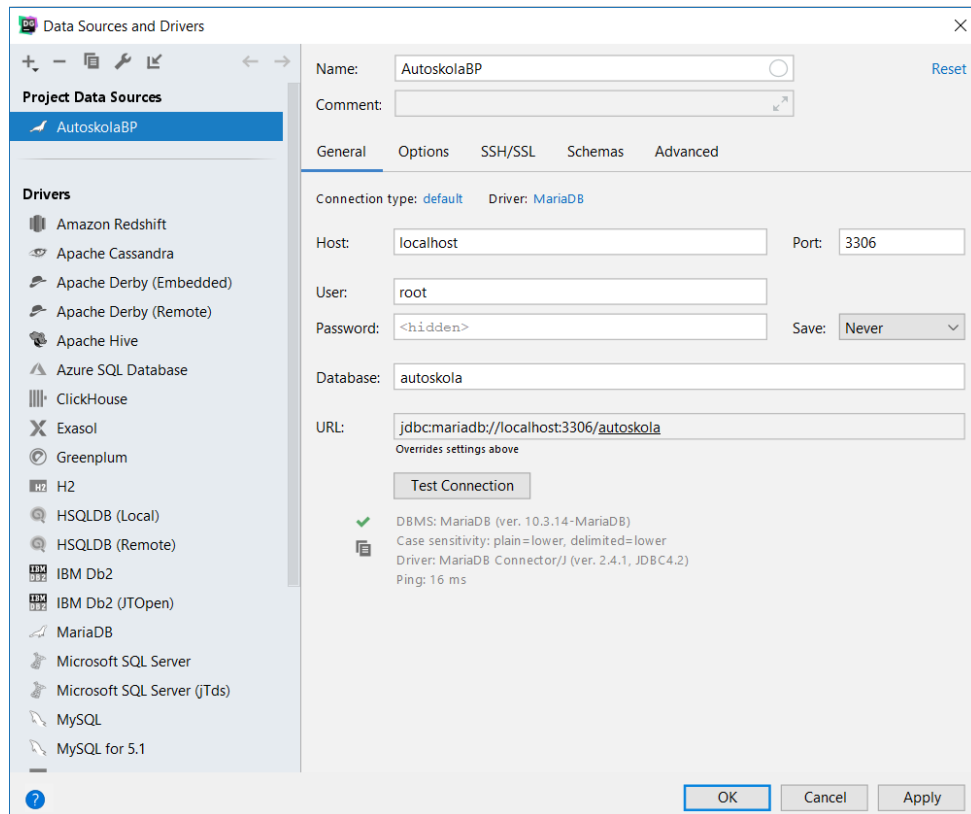 DG Data Sources and Drivers
Project Data Sources
AutoskolaBP
Drivers
Amazon Redshift
Apache Cassandra
Apache Derby (Embedded)
Apache Derby (Remote)
Apache Hive
Azure SQL Database
ClickHouse
Exasol
Greenplum
H2 H2
HSQLDB (Local)
HSQLDB (Remote)
IBM DB2 IBM Db2
IBM DB2 IBM Db2 (JTOpen)
MariaDB
Microsoft SQL Server
Microsoft SQL Server (jTds)
MySQL
MySQL for 5.1
?
Name: AutoskolaBP Reset
Comment:
General Options SSH/SSL Schemas Advanced
Connection type: default Driver: MariaDB
Host: localhost Port: 3306
User: root
Password: <hidden> Save: Never
Database: autoskola
URL: jdbc:mariadb://localhost:3306/autoskola
Overrides settings above
Test Connection
DBMS: MariaDB (ver. 10.3.14-MariaDB)
Case sensitivity: plain=lower, delimited=lower
Driver: MariaDB Connector/J (ver. 2.4.1, JDBC4.2)
Ping: 16 ms
OK Cancel Apply